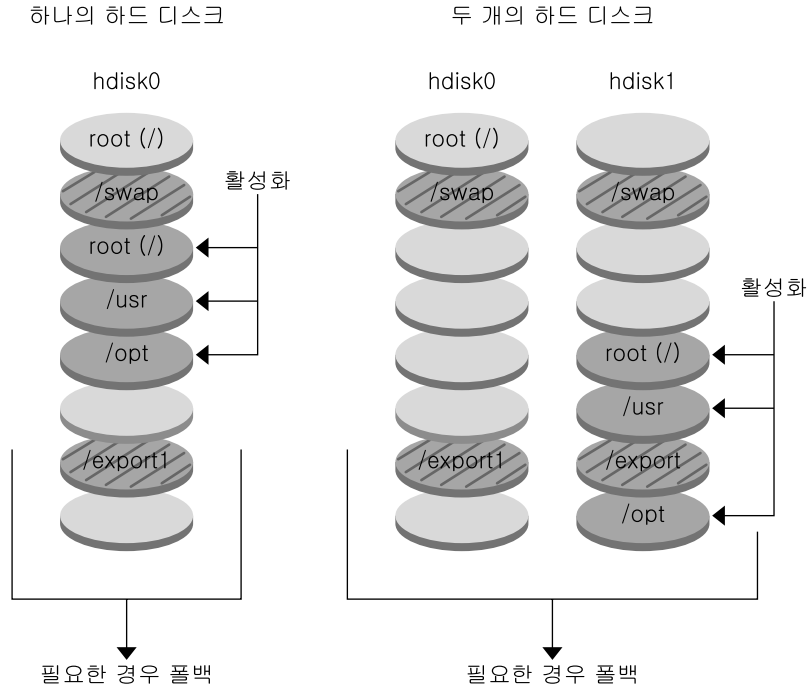 하나의 하드 디스크
hdisk0
root (/)
/swap
활성화
root (/)
/usr
/opt
/export1
필요한 경우 폴백
두 개의 하드 디스크
hdisk0
root (/)
/swap
/export1
hdisk1
/swap
활성화
root (/)
/usr
/export
/opt
필요한 경우 폴백